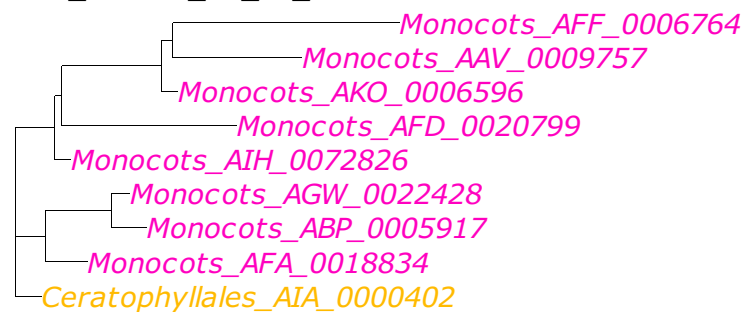 Monocots_AFF_0006764
Monocots_AAV_0009757
Monocots_AKO_0006596
Monocots_AFD_0020799
Monocots_AIH_0072826
Monocots_AGW_0022428
Monocots_ABP_0005917
Monocots_AFA_0018834
Ceratophyllales_AIA_0000402